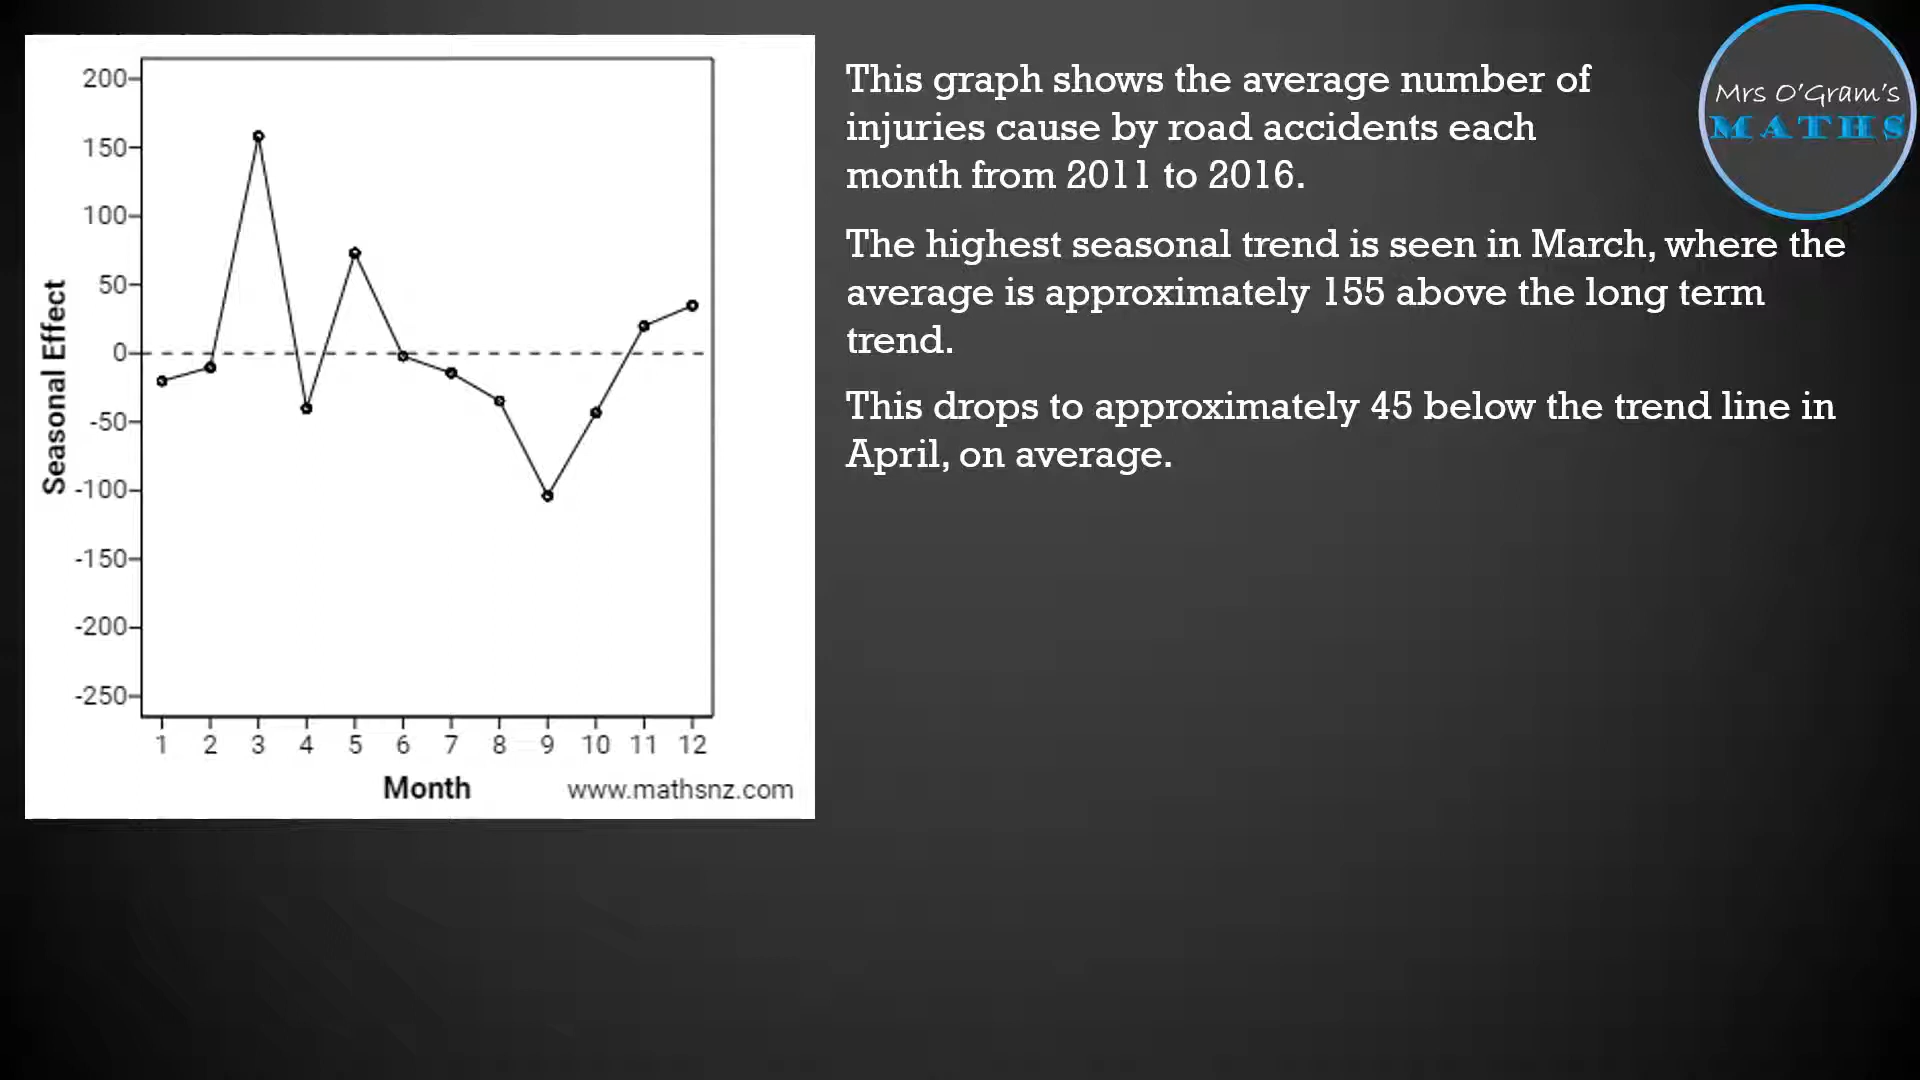 200
150
100
50
0
-50
-100
-150
-200
-250
Seasonal Effect
1 2 3 4 5 6 7 8 9 10 11 12
Month
www.mathsnz.com
This graph shows the average number of
injuries cause by road accidents each
month from 2011 to 2016.
The highest seasonal trend is seen in March, where the
average is approximately 155 above the long term
trend.
This drops to approximately 45 below the trend line in
April, on average.
Mrs O'Gram's
MATHS